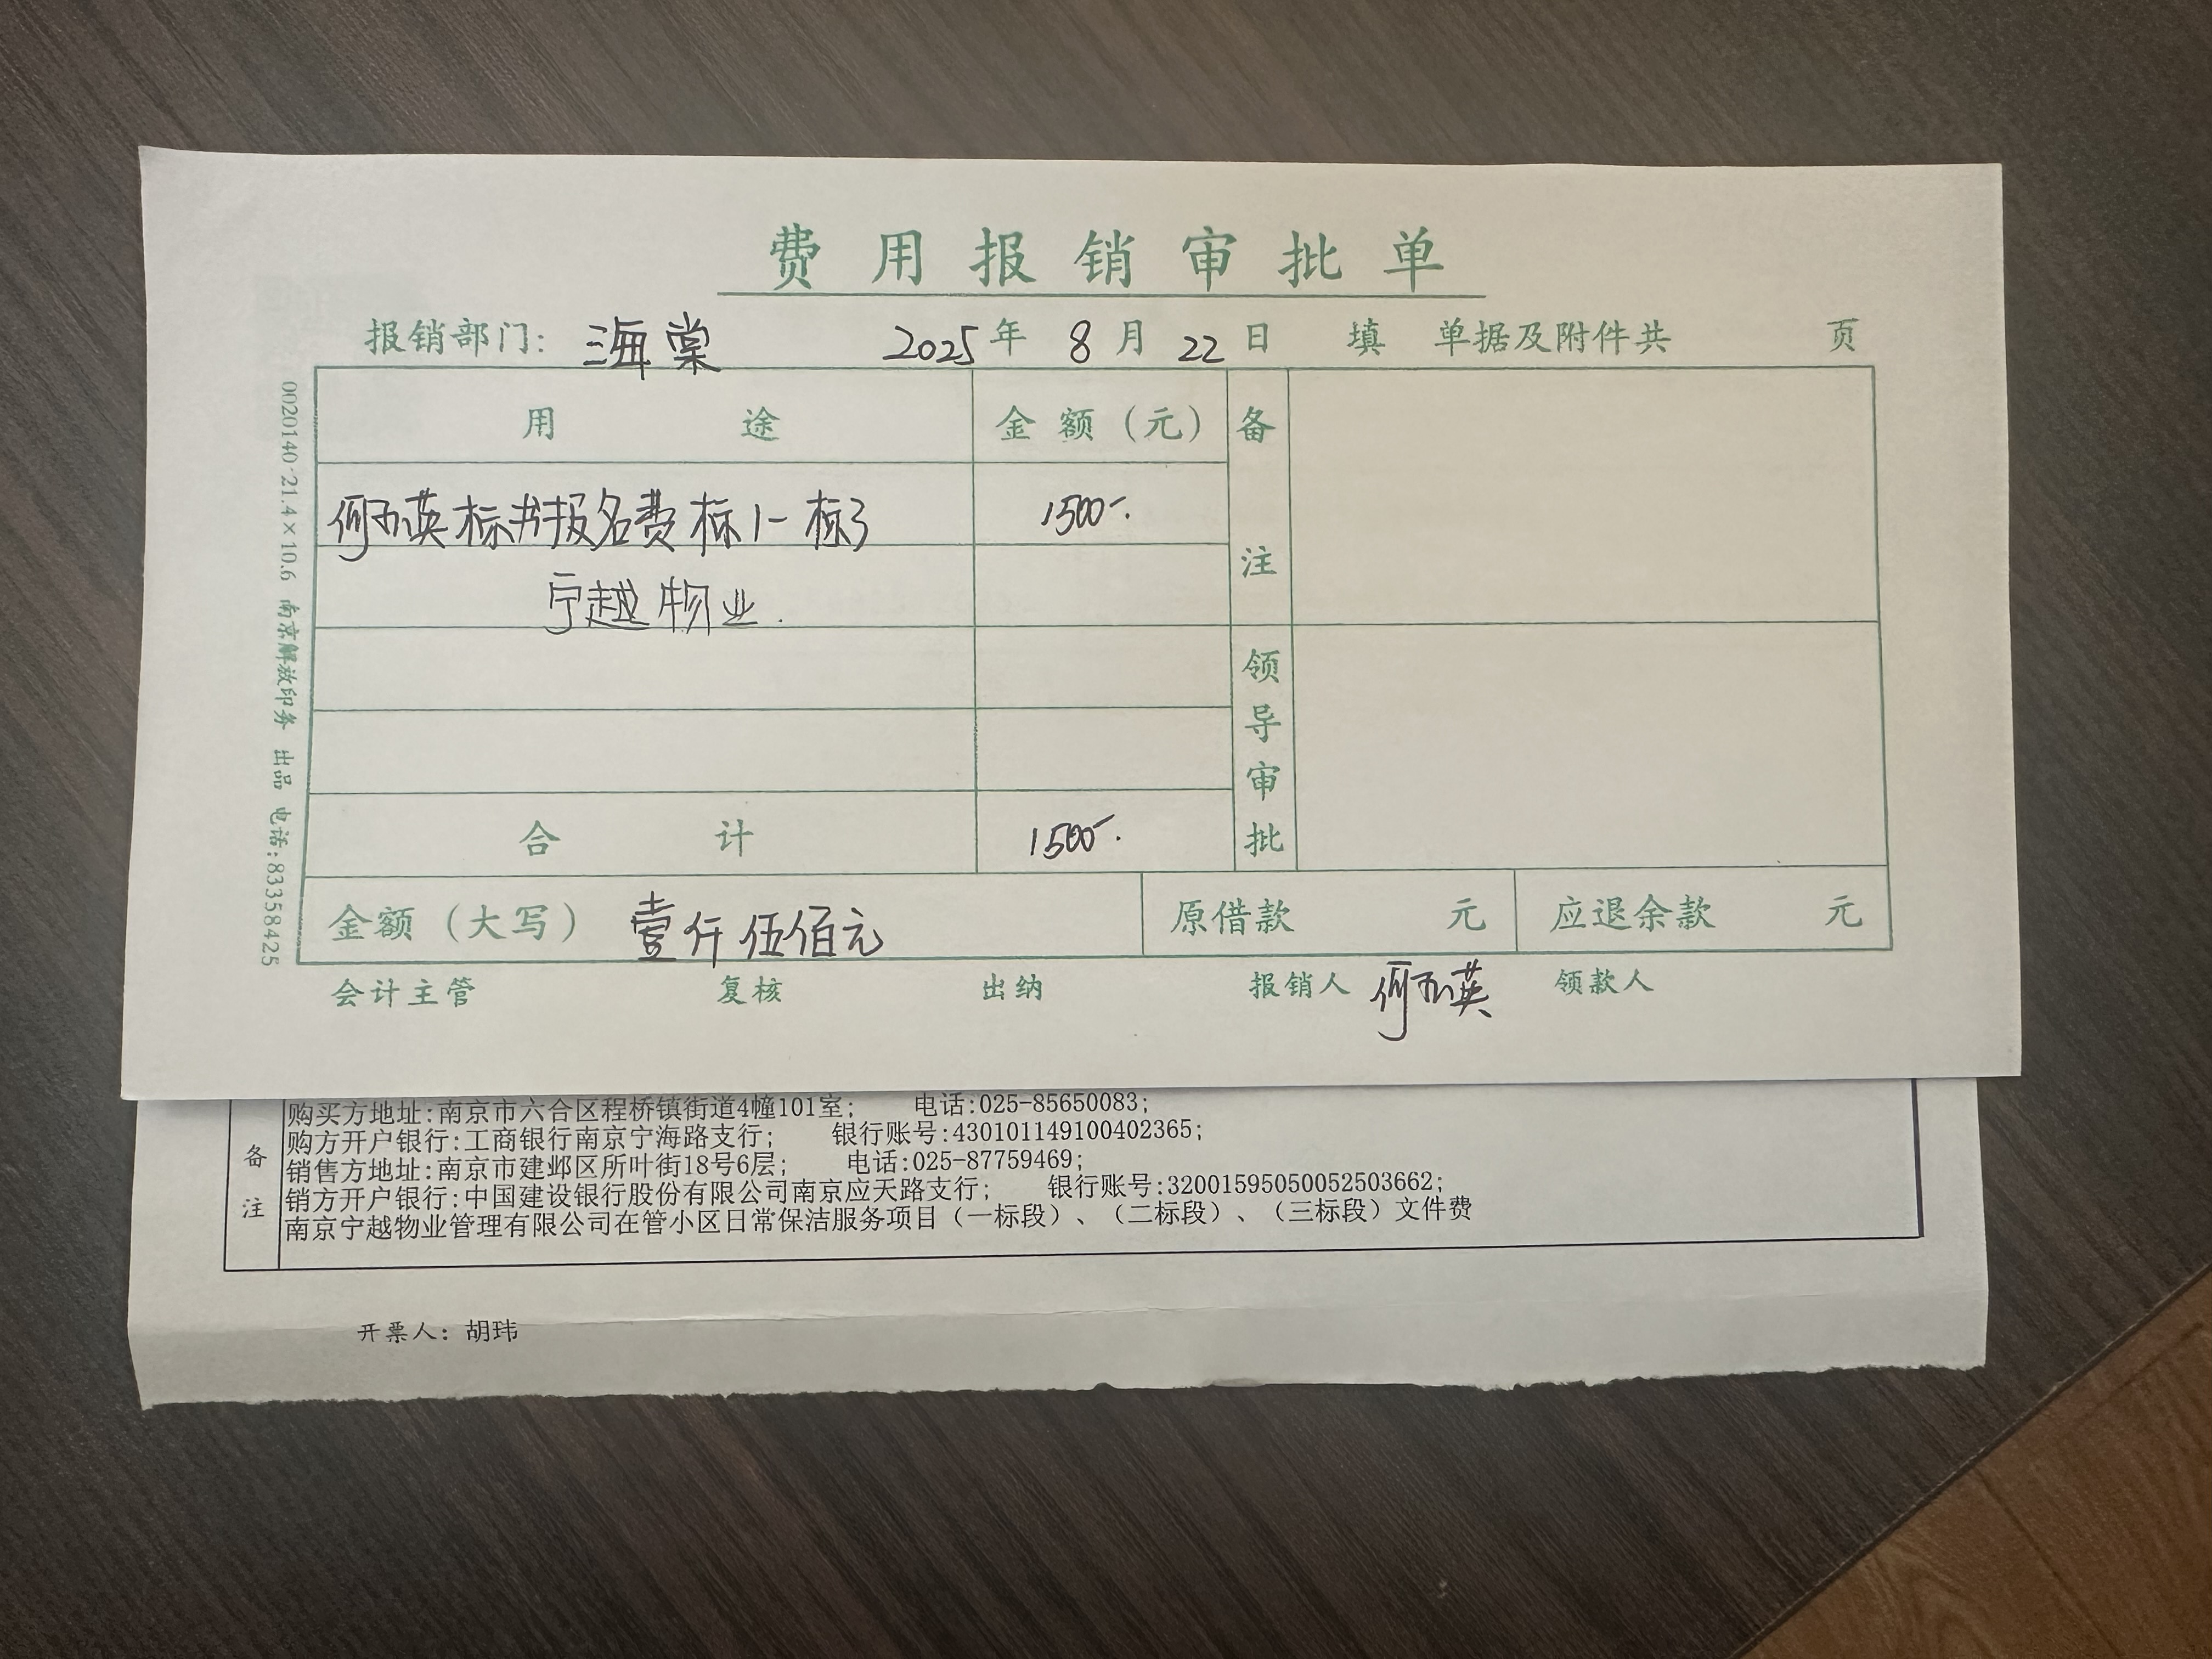 费用报销审批单
报销部门: 海棠 2025 年 8 月 22 日 填 单据及附件共 页
用途 金额（元） 备注
何 英标书报名费 标1-标3 1500-.
宁越物业.
领导审批
合计 1500-.
金额（大写） 壹仟伍佰元 原借款 元 应退余款 元
会计主管 复核 出纳 报销人 何 英 领款人
0020140-21.4×10.6 南京解放印务 出品 电话:83358425
备注
购买方地址:南京市六合区程桥镇街道4幢101室; 电话:025-85650083;
购方开户银行:工商银行南京宁海路支行; 银行账号:4301011491004023​65;
销售方地址:南京市建邺区所叶街18号6层; 电话:025-87759469;
销方开户银行:中国建设银行股份有限公司南京应天路支行; 银行账号:32001595050052503662;
南京宁越物业管理有限公司在管小区日常保洁服务项目（一标段）、（二标段）、（三标段）文件费
开票人: 胡玮